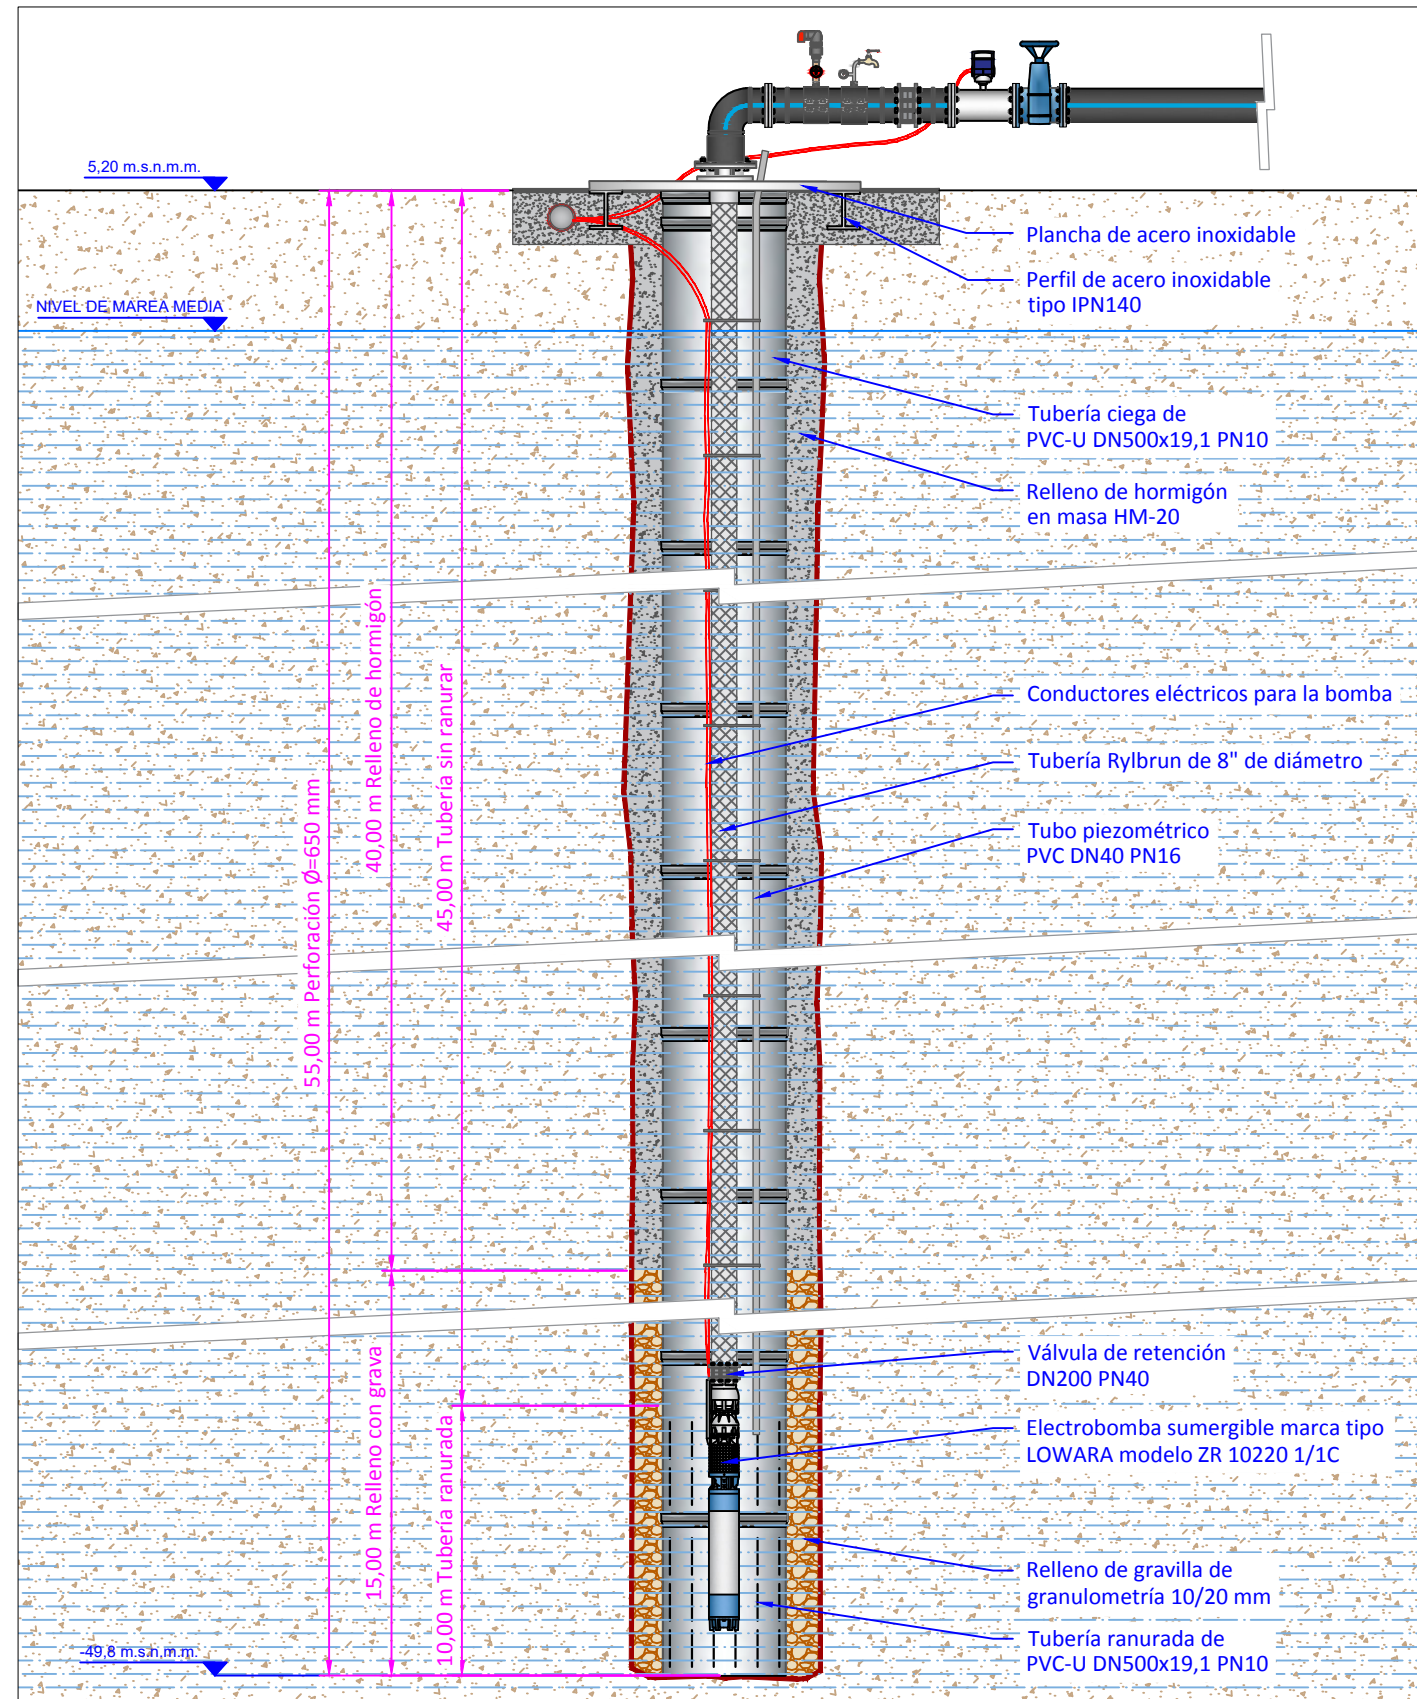 5,20 m.s.n.m.m.
NIVEL DE MAREA MEDIA
Plancha de acero inoxidable
Perfil de acero inoxidable
tipo IPN140
Tubería ciega de
PVC-U DN500x19,1 PN10
Relleno de hormigón
en masa HM-20
Conductores eléctricos para la bomba
Tubería Rylbrun de 8" de diámetro
Tubo piezométrico
PVC DN40 PN16
55,00 m Perforación Ø=650 mm
40,00 m Relleno de hormigón
45,00 m Tubería sin ranurar
15,00 m Relleno con grava
10,00 m Tubería ranurada
Válvula de retención
DN200 PN40
Electrobomba sumergible marca tipo
LOWARA modelo ZR 10220 1/1C
Relleno de gravilla de
granulometría 10/20 mm
Tubería ranurada de
PVC-U DN500x19,1 PN10
-49,8 m.s.n.m.m.